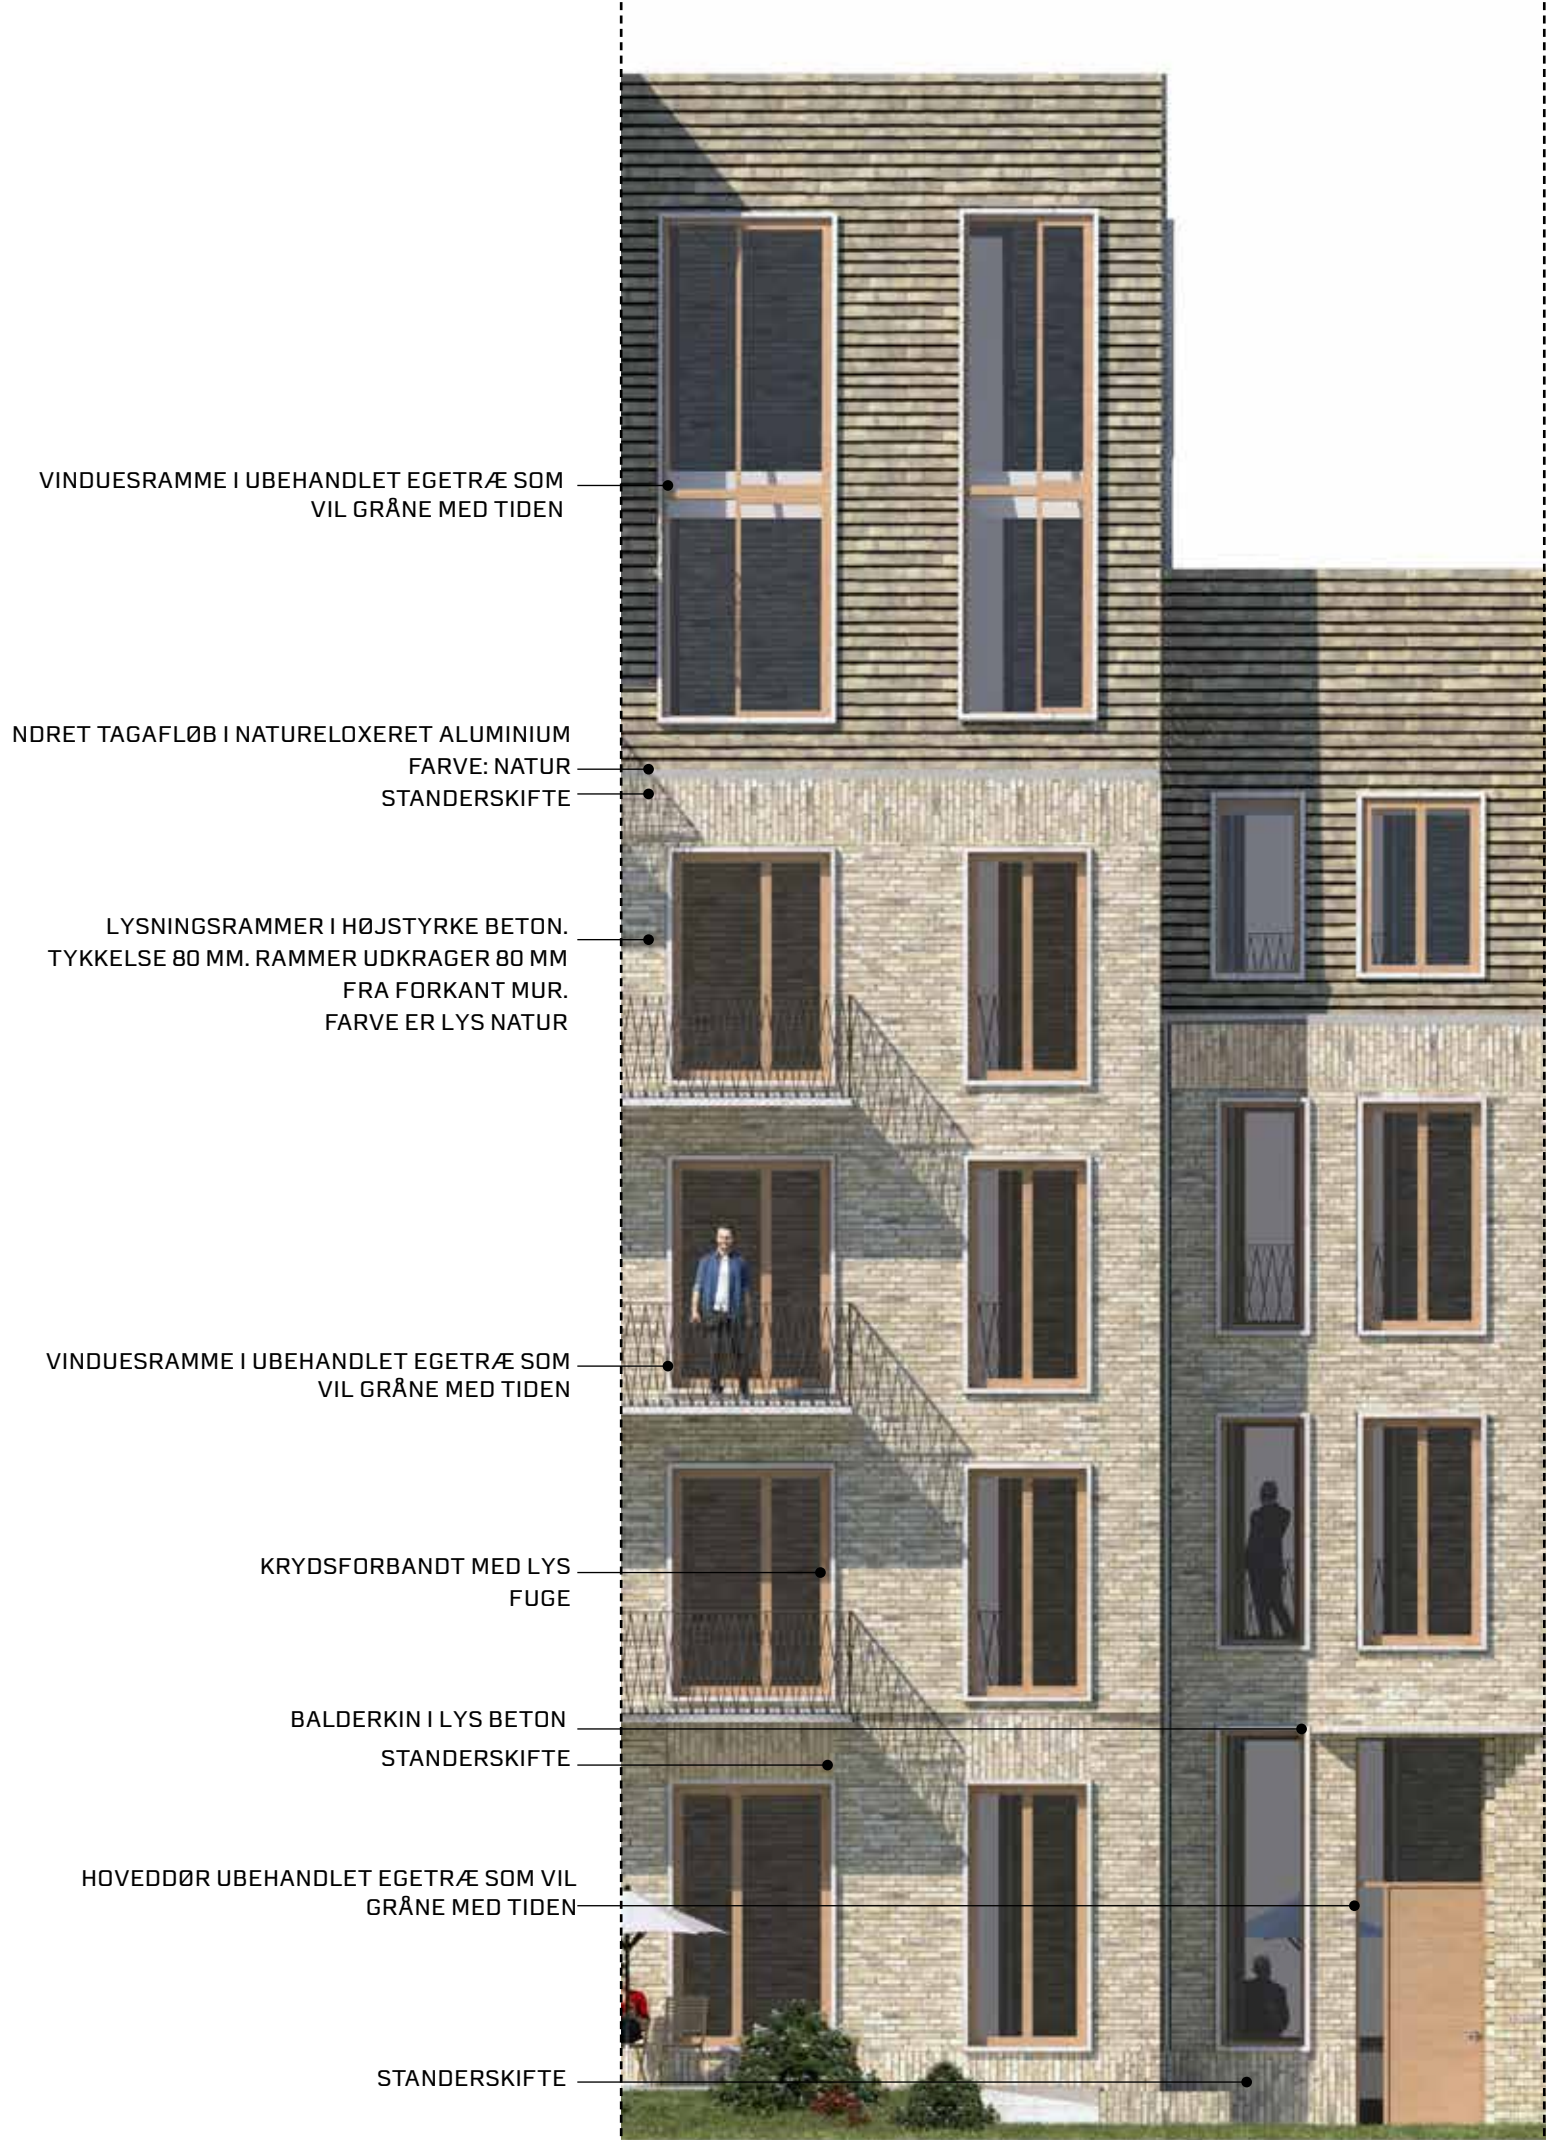 VINDUESRAMME I UBEHANDLET EGETRÆ SOM
VIL GRÅNE MED TIDEN
NDRET TAGAFLØB I NATURELOXERET ALUMINIUM
FARVE: NATUR
STANDERSKIFTE
LYSNINGSRAMMER I HØJSTYRKE BETON.
TYKKELSE 80 MM. RAMMER UDKRAGER 80 MM
FRA FORKANT MUR.
FARVE ER LYS NATUR
VINDUESRAMME I UBEHANDLET EGETRÆ SOM
VIL GRÅNE MED TIDEN
KRYDSFORBANDT MED LYS
FUGE
BALDERKIN I LYS BETON
STANDERSKIFTE
HOVEDDØR UBEHANDLET EGETRÆ SOM VIL
GRÅNE MED TIDEN
STANDERSKIFTE